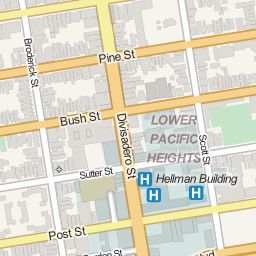 Broderick St
Pine St
Bush St
Divisadero St
LOWER
PACIFIC
HEIGHTS
Scott St
Sutter St
H
Hellman Building
H
H
Post St